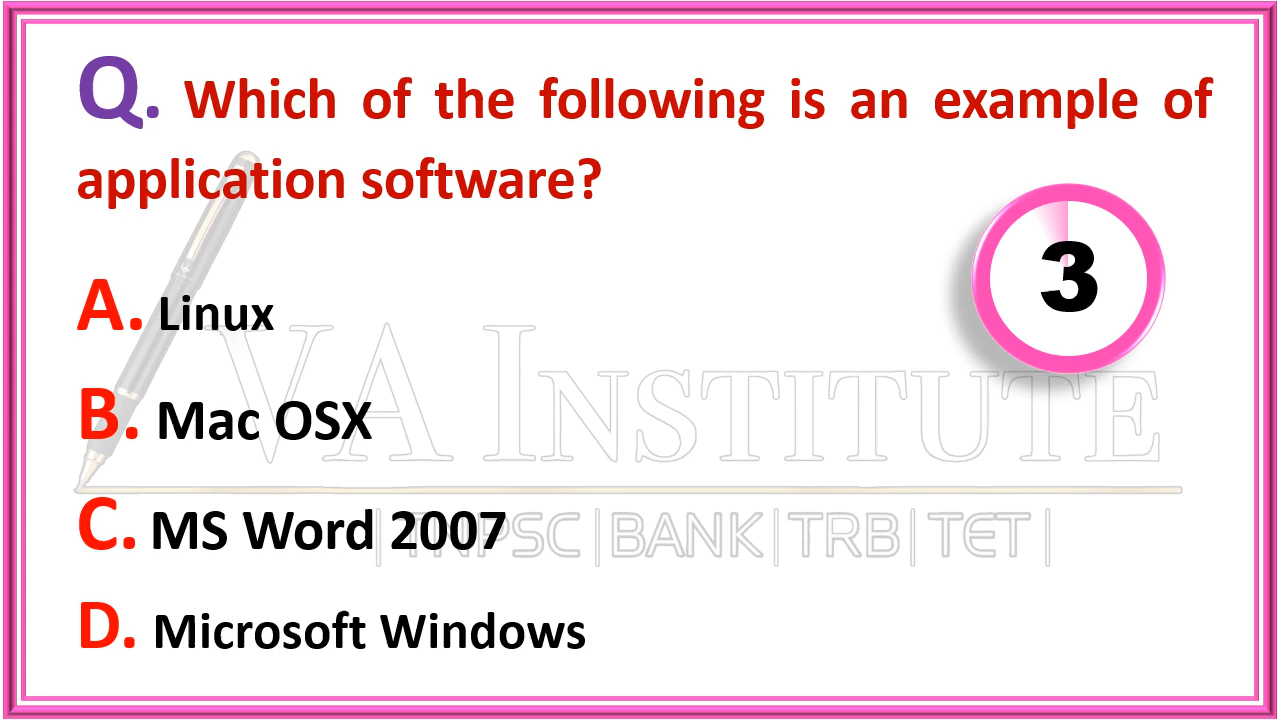 Q. Which of the following is an example of
application software?
3
A. Linux
B. Mac OSX
VA INSTITUTE
C. MS Word 2007
|TNPSC|BANK|TRB|TET|
D. Microsoft Windows